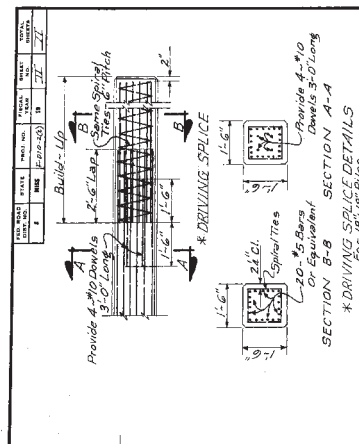 FED. ROAD DIST. NO. STATE PROJ. NO. FISCAL YEAR SHEET NO. TOTAL SHEETS
MISS. 19
Build-Up
2'-6" Lap
Same Spiral
Ties-6" Pitch
2"
B
B
A
A
1'-6"
1'-6"
Provide 4-#10 Dowels
3'-0" Long
* DRIVING SPLICE
1'-6"
1'-6"
2½" Cl.
Spiral Ties
20-#5 Bars
Or Equivalent
SECTION B-B
1'-6"
1'-6"
Provide 4-#10
Dowels 3'-0" Long
SECTION A-A
* DRIVING SPLICE DETAILS